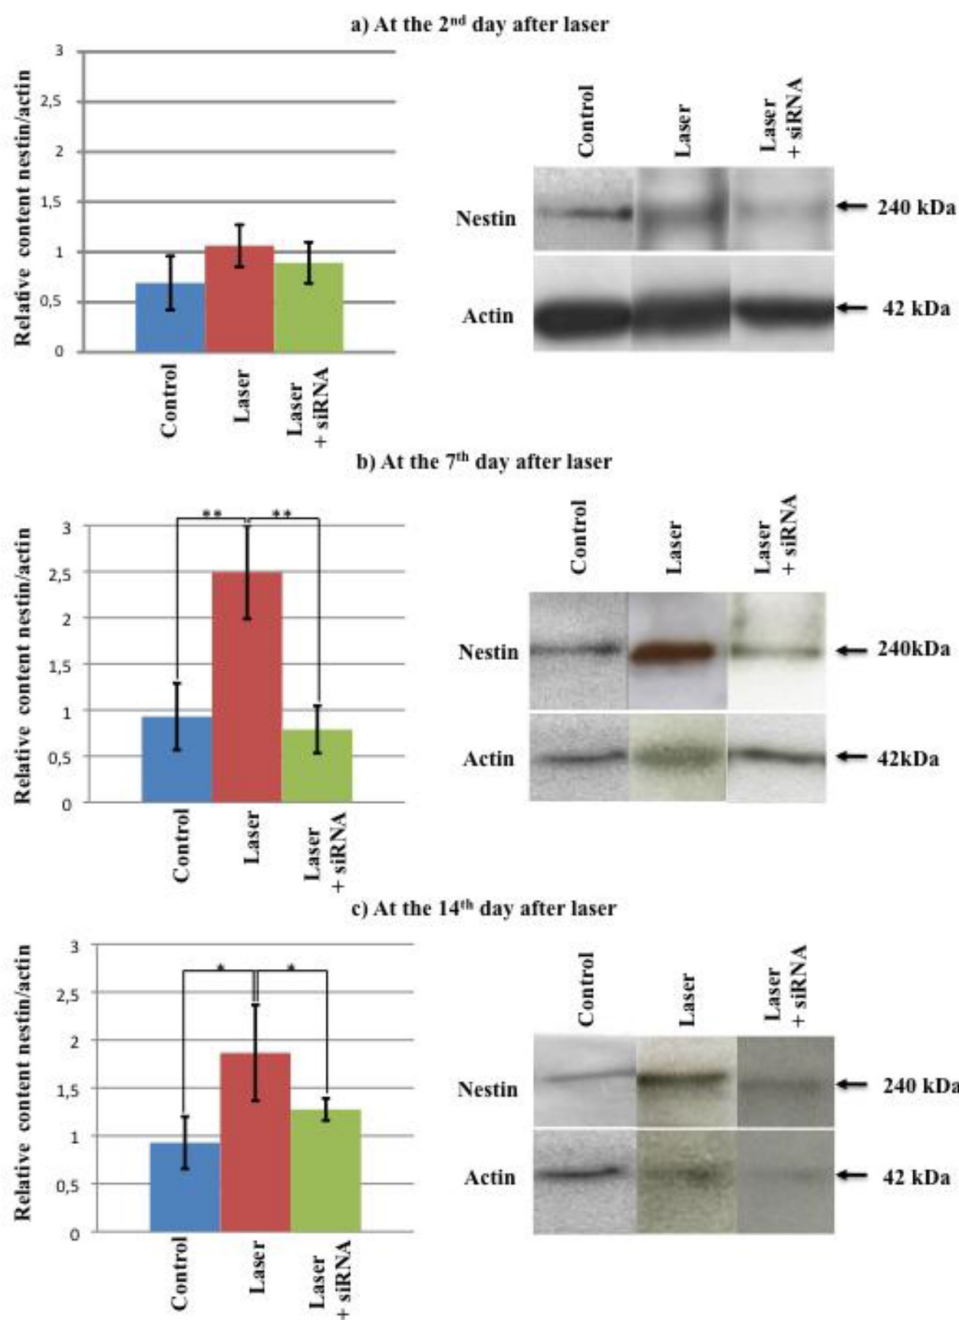 a) At the 2nd day after laser
Relative content nestin/actin
3
2,5
2
1,5
1
0,5
0
Control
Laser
Laser
+ siRNA
Control
Laser
Laser
+ siRNA
Nestin
240 kDa
Actin
42 kDa
b) At the 7th day after laser
Relative content nestin/actin
3
2,5
2
1,5
1
0,5
0
** **
Control
Laser
Laser
+ siRNA
Control
Laser
Laser
+ siRNA
Nestin
240kDa
Actin
42kDa
c) At the 14th day after laser
Relative content nestin/actin
3
2,5
2
1,5
1
0,5
0
* *
Control
Laser
Laser
+ siRNA
Control
Laser
Laser
+ siRNA
Nestin
240 kDa
Actin
42 kDa